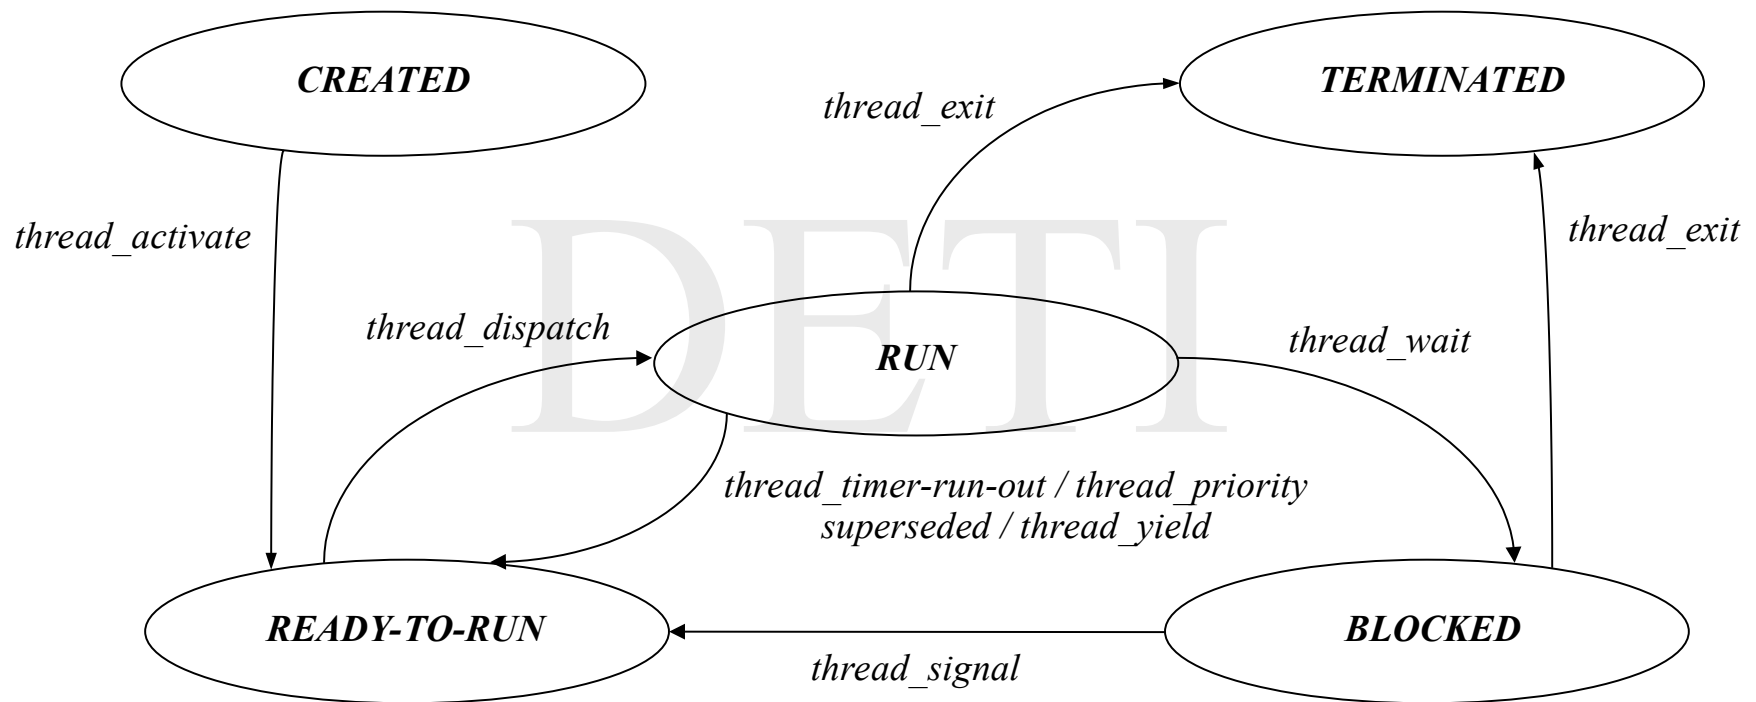 CREATED
TERMINATED
thread_exit
thread_activate
thread_exit
DETI
thread_dispatch
RUN
thread_wait
thread_timer-run-out / thread_priority
superseded / thread_yield
READY-TO-RUN
BLOCKED
thread_signal